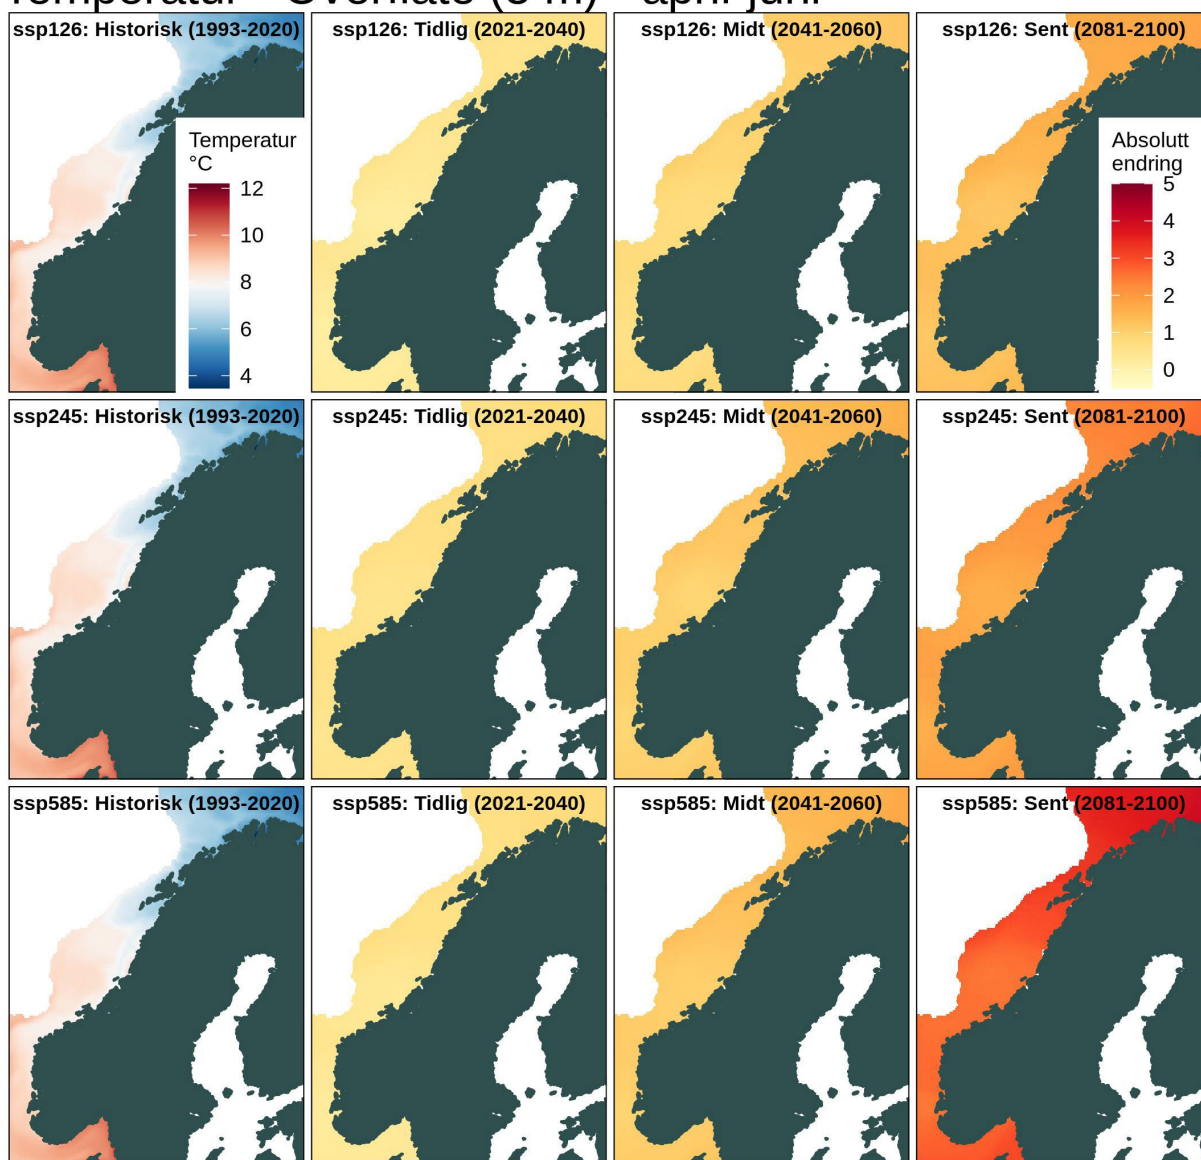 ssp126: Historisk (1993-2020)
ssp126: Tidlig (2021-2040)
ssp126: Midt (2041-2060)
ssp126: Sent (2081-2100)
Temperatur
°C
12
10
8
6
4
Absolutt
endring
5
4
3
2
1
0
ssp245: Historisk (1993-2020)
ssp245: Tidlig (2021-2040)
ssp245: Midt (2041-2060)
ssp245: Sent (2081-2100)
ssp585: Historisk (1993-2020)
ssp585: Tidlig (2021-2040)
ssp585: Midt (2041-2060)
ssp585: Sent (2081-2100)